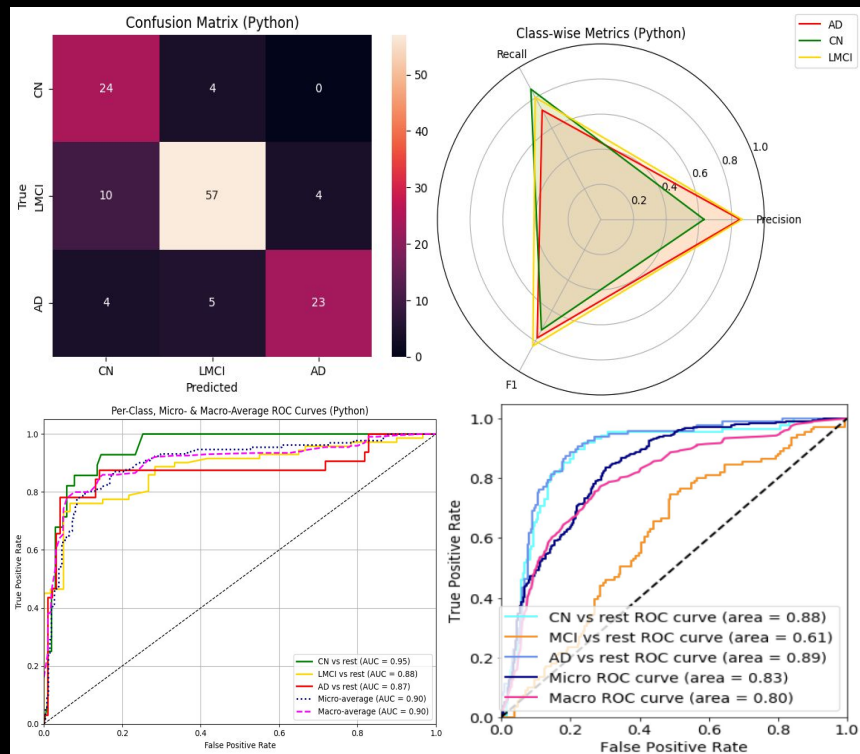 Confusion Matrix (Python)
CN
24
4
0
LMCI
10
57
4
AD
4
5
23
True
CN
LMCI
AD
Predicted
50
40
30
20
10
0
Class-wise Metrics (Python)
AD
CN
LMCI
Recall
Precision
F1
0.2
0.4
0.6
0.8
1.0
Per-Class, Micro- & Macro-Average ROC Curves (Python)
True Positive Rate
1.0
0.8
0.6
0.4
0.2
0.0
CN vs rest (AUC = 0.95)
LMCI vs rest (AUC = 0.88)
AD vs rest (AUC = 0.87)
Micro-average (AUC = 0.90)
Macro-average (AUC = 0.90)
0.0
0.2
0.4
0.6
0.8
1.0
False Positive Rate
True Positive Rate
1.0
0.8
0.6
0.4
0.2
0.0
CN vs rest ROC curve (area = 0.88)
MCI vs rest ROC curve (area = 0.61)
AD vs rest ROC curve (area = 0.89)
Micro ROC curve (area = 0.83)
Macro ROC curve (area = 0.80)
0.0
0.2
0.4
0.6
0.8
1.0
False Positive Rate